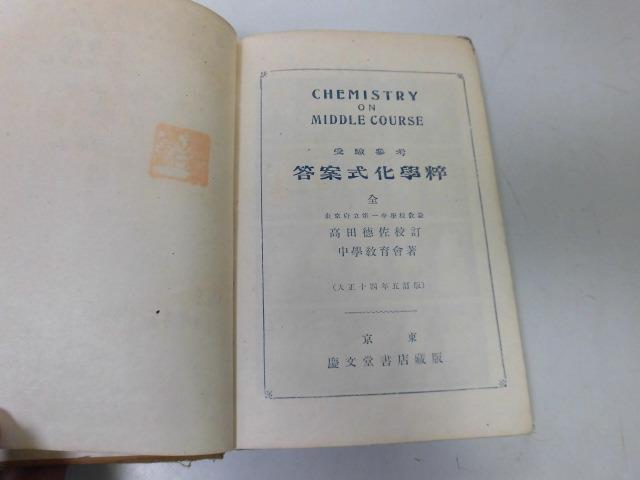 CHEMISTRY
ON
MIDDLE COURSE
受驗參考
粹學化式案答
全
東京府立第一中學校敎諭
高田德佐校訂
中學敎育會著
(大正十四年五訂版)
京東
慶文堂書店藏版